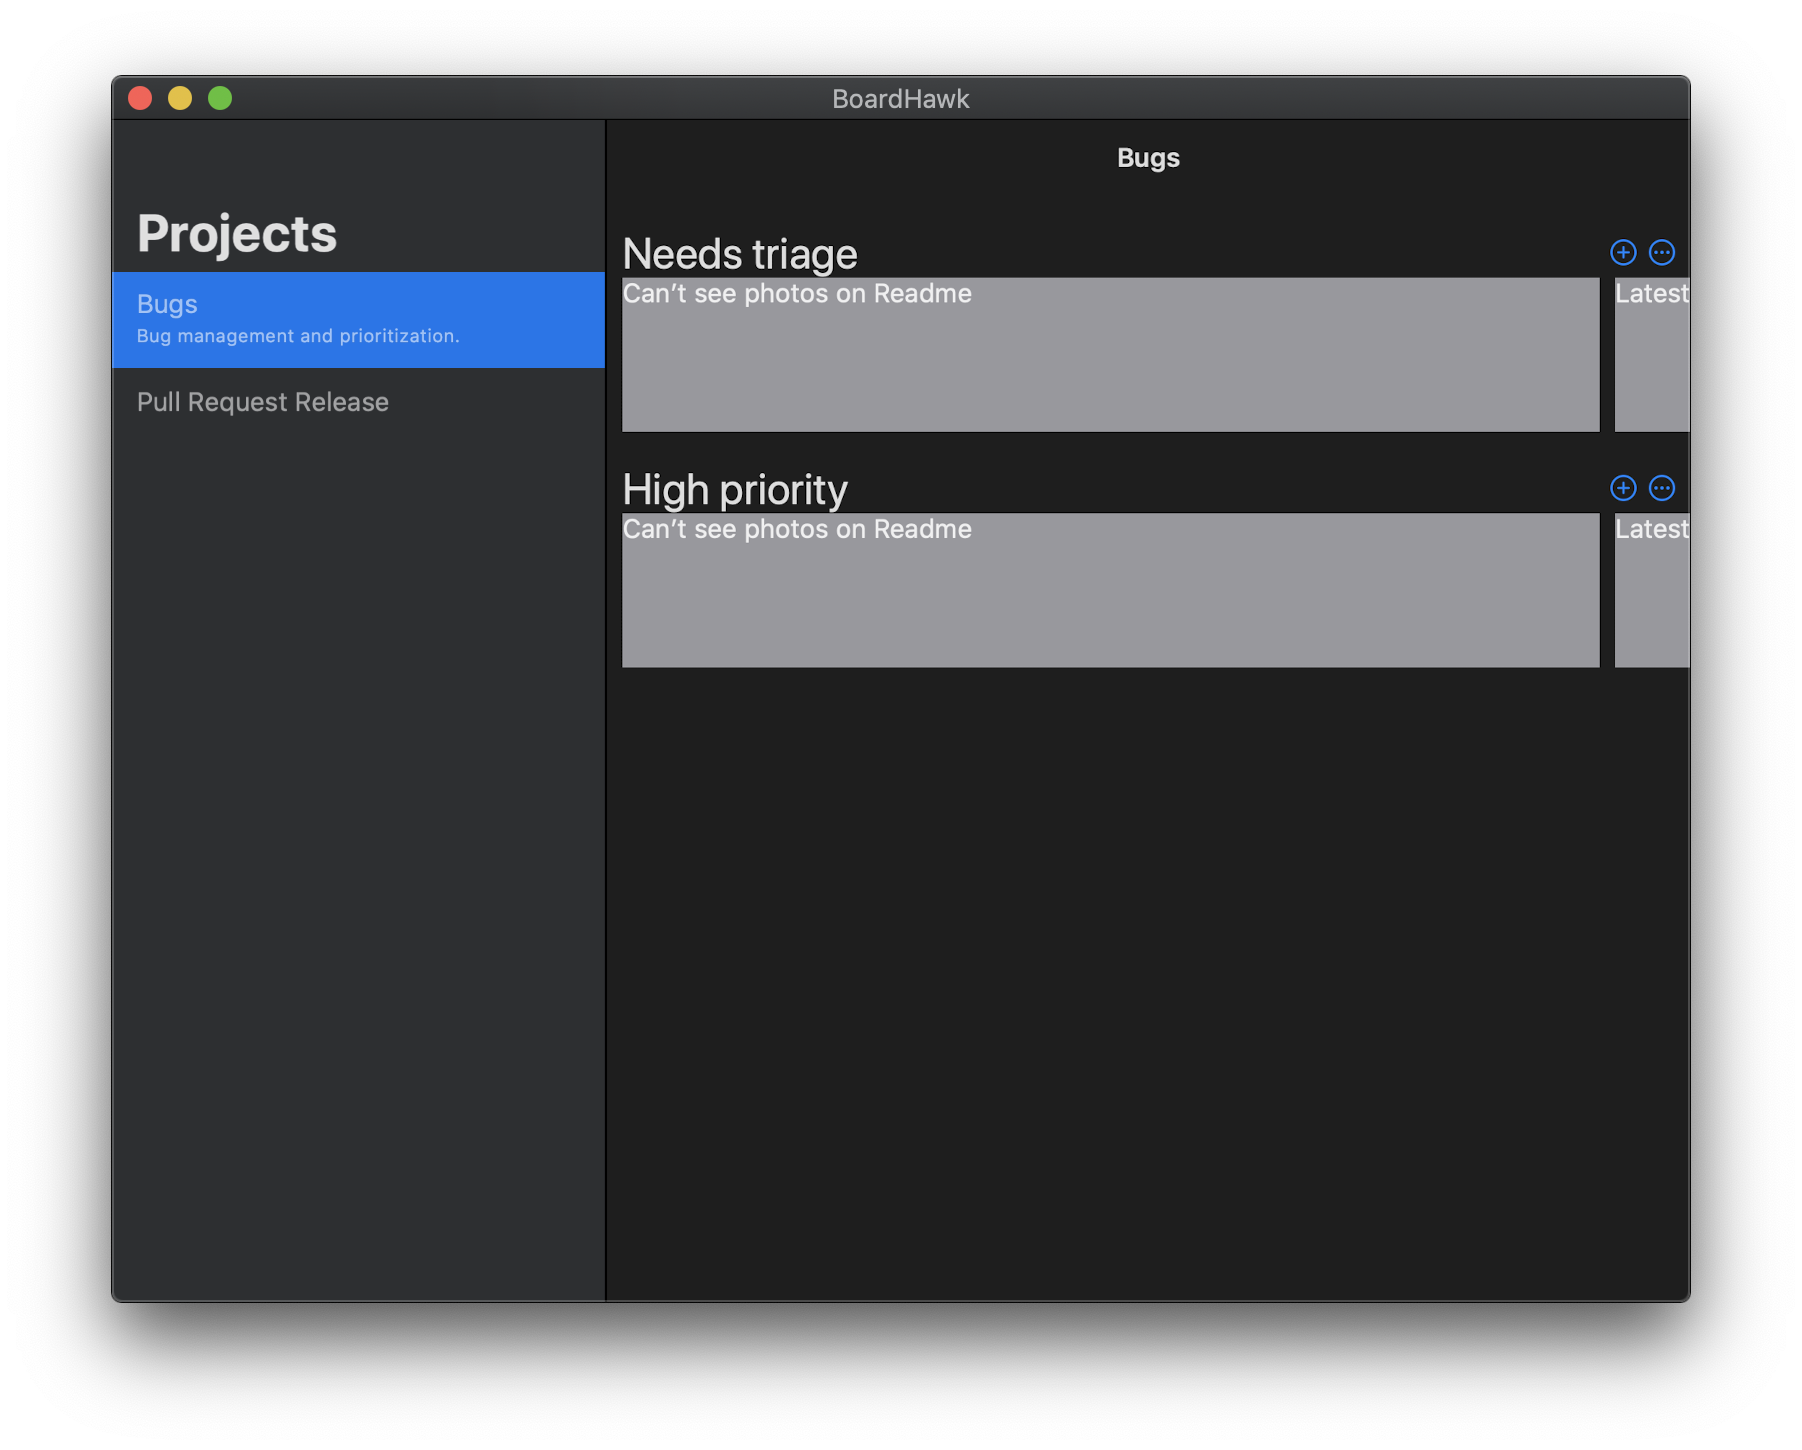 BoardHawk
Projects
Bugs
Bug management and prioritization.
Pull Request Release
Bugs
Needs triage
Can’t see photos on Readme
Latest
High priority
Can’t see photos on Readme
Latest